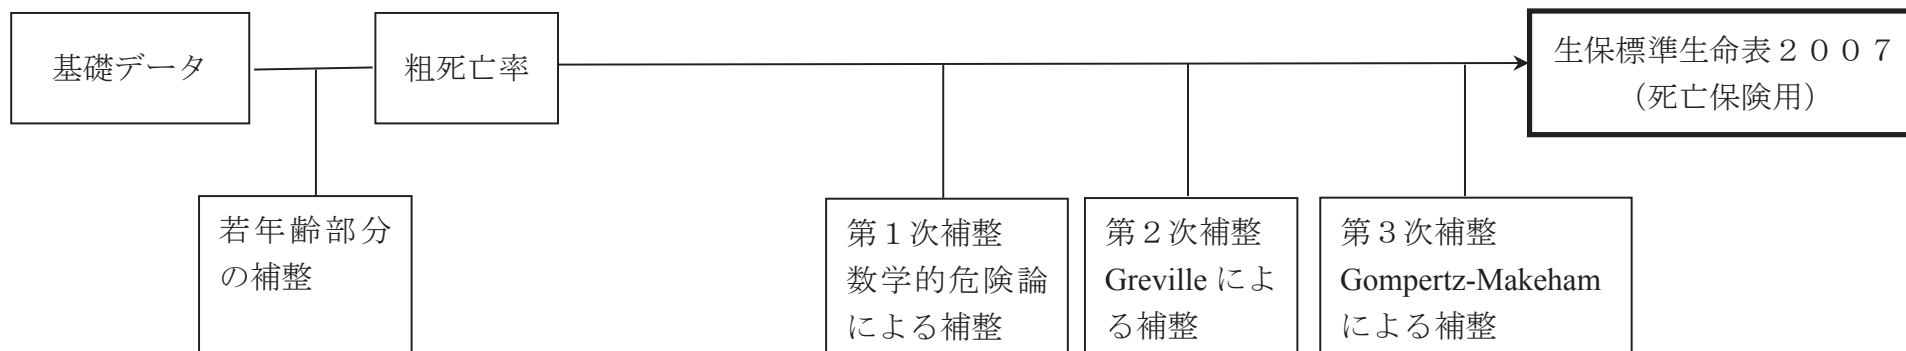 基礎データ
粗死亡率
生保標準生命表２００７
（死亡保険用）
若年齢部分
の補整
第１次補整
数学的危険論
による補整
第２次補整
Greville によ
る補整
第３次補整
Gompertz-Makeham
による補整